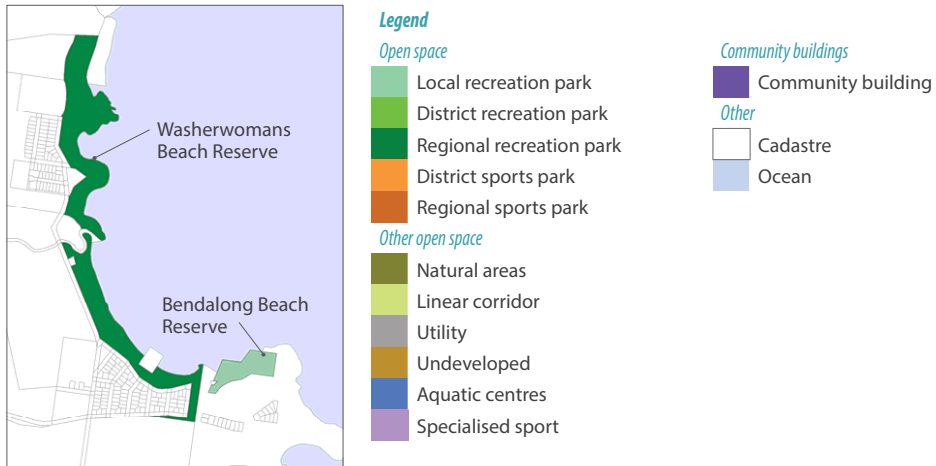 Washerwomans
Beach Reserve
Bendalong Beach
Reserve
Legend
Open space
Local recreation park
District recreation park
Regional recreation park
District sports park
Regional sports park
Other open space
Natural areas
Linear corridor
Utility
Undeveloped
Aquatic centres
Specialised sport
Community buildings
Community building
Other
Cadastre
Ocean